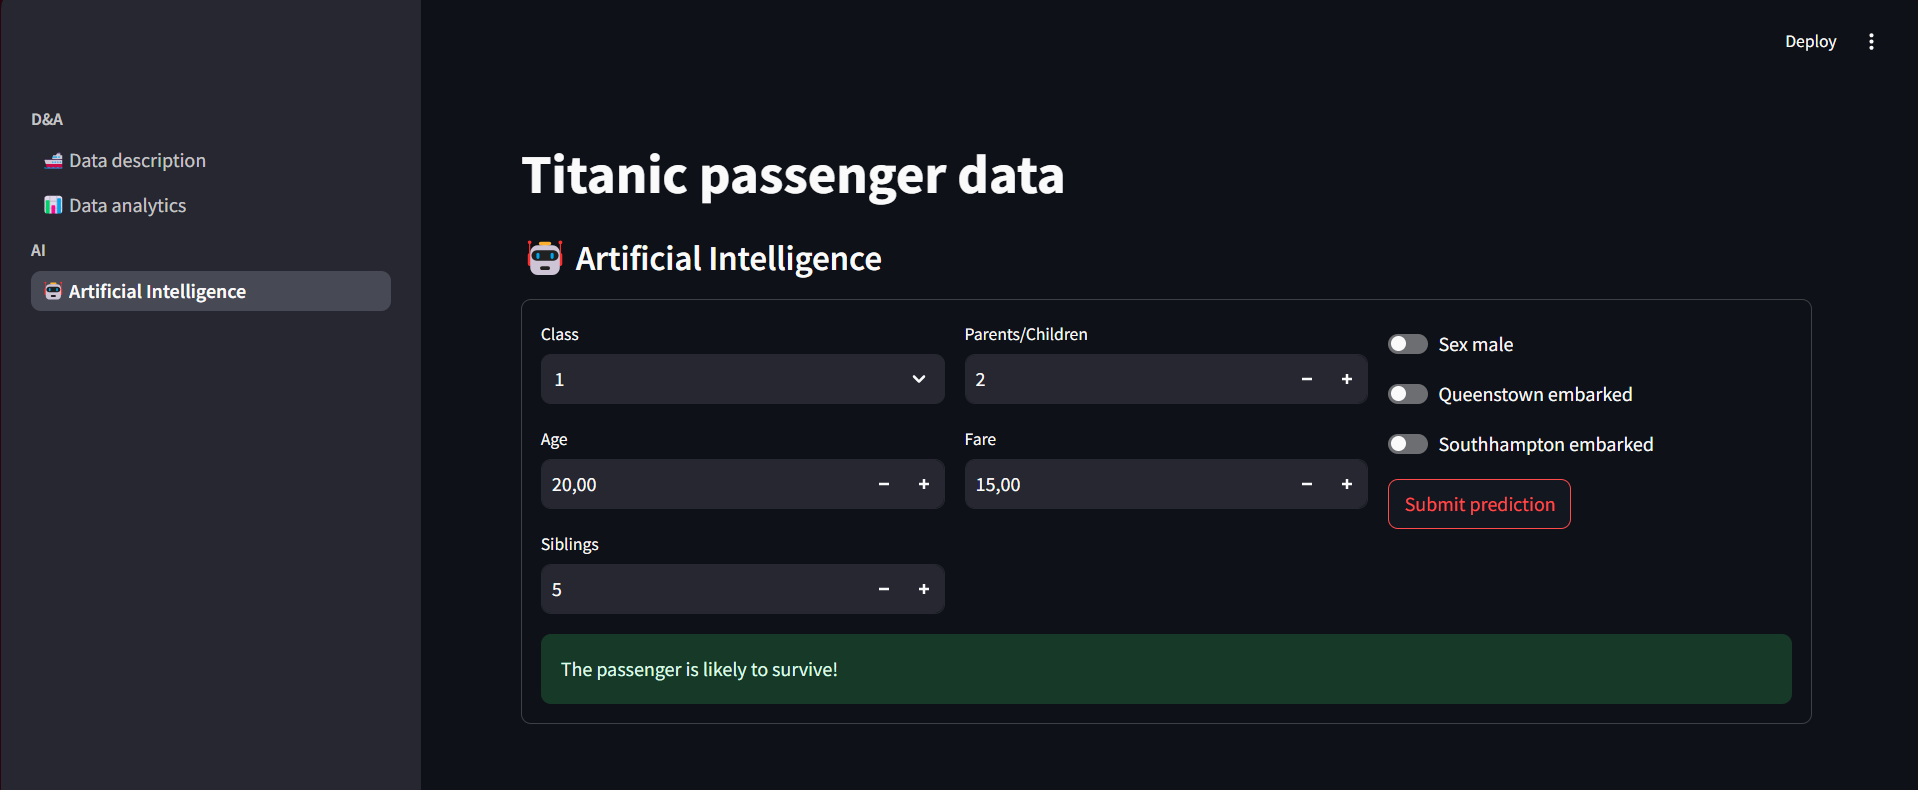 Deploy
D&A
Data description
Data analytics
AI
Artificial Intelligence
Titanic passenger data
Artificial Intelligence
Class
1
Age
20,00
Siblings
5
Parents/Children
2
Fare
15,00
Sex male
Queenstown embarked
Southhampton embarked
Submit prediction
The passenger is likely to survive!